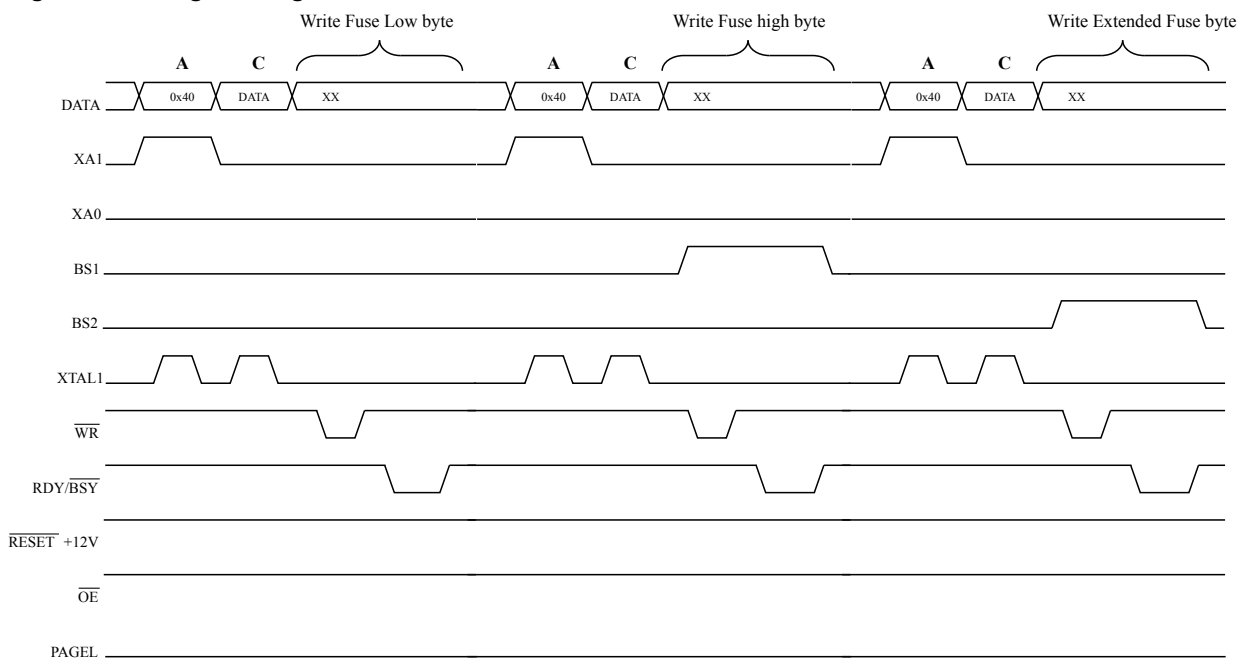 Write Fuse Low byte Write Fuse high byte Write Extended Fuse byte
A C A C A C
DATA 0x40 DATA XX 0x40 DATA XX 0x40 DATA XX
XA1
XA0
BS1
BS2
XTAL1
WR
RDY/BSY
RESET +12V
OE
PAGEL